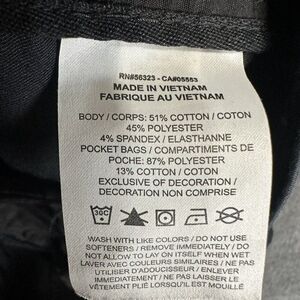 RN#56323 - CA#05553
MADE IN VIETNAM
FABRIQUE AU VIETNAM
BODY / CORPS: 51% COTTON / COTON
45% POLYESTER
4% SPANDEX / ELASTHANNE
POCKET BAGS / COMPARTIMENTS DE
POCHE: 87% POLYESTER
13% COTTON / COTON
EXCLUSIVE OF DECORATION /
DECORATION NON COMPRISE
30C
WASH WITH LIKE COLORS / DO NOT USE
SOFTENERS / REMOVE IMMEDIATELY / DO
NOT ALLOW TO LAY ON ITSELF WHEN WET
LAVER AVEC COULEURS SIMILAIRES / NE PAS
UTILISER D'ADOUCISSEUR / ENLEVER
IMMÉDIATEMENT / NE PAS LAISSER LE
VÊTEMENT PLIÉ LORSQU'IL EST MOUILLÉ